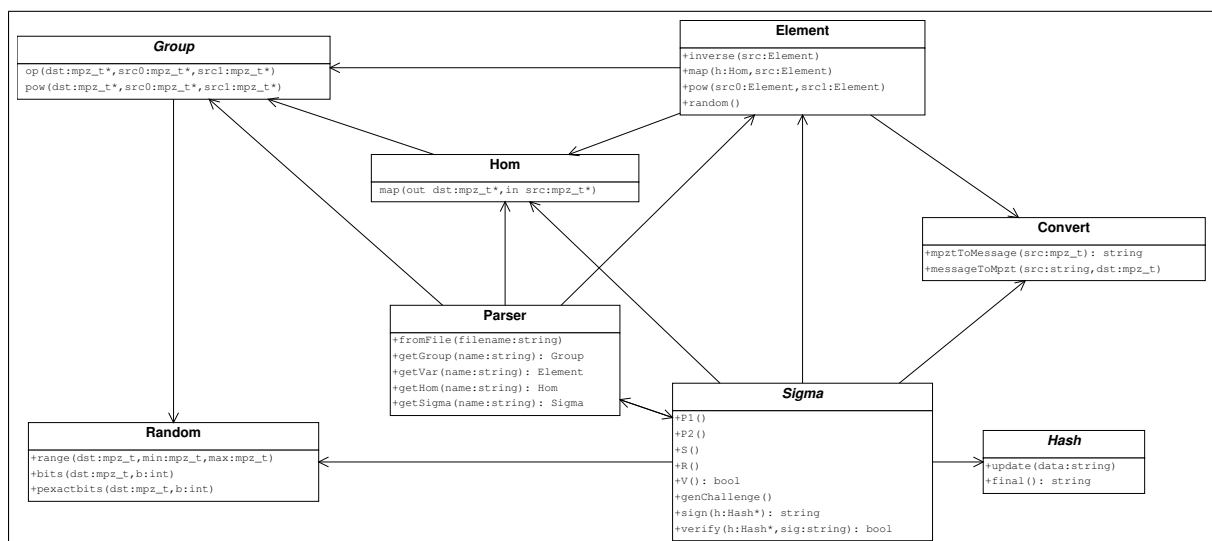 Group
op(dst:mpz_t*,src0:mpz_t*,src1:mpz_t*)
pow(dst:mpz_t*,src0:mpz_t*,src1:mpz_t*)
Element
+inverse(src:Element)
+map(h:Hom,src:Element)
+pow(src0:Element,src1:Element)
+random()
Hom
map(out dst:mpz_t*,in src:mpz_t*)
Convert
+mpztToMessage(src:mpz_t): string
+messageToMpzt(src:string,dst:mpz_t)
Parser
+fromFile(filename:string)
+getGroup(name:string): Group
+getVar(name:string): Element
+getHom(name:string): Hom
+getSigma(name:string): Sigma
Sigma
+P1()
+P2()
+S()
+R()
+V(): bool
+genChallenge()
+sign(h:Hash*): string
+verify(h:Hash*,sig:string): bool
Random
+range(dst:mpz_t,min:mpz_t,max:mpz_t)
+bits(dst:mpz_t,b:int)
+pexactbits(dst:mpz_t,b:int)
Hash
+update(data:string)
+final(): string